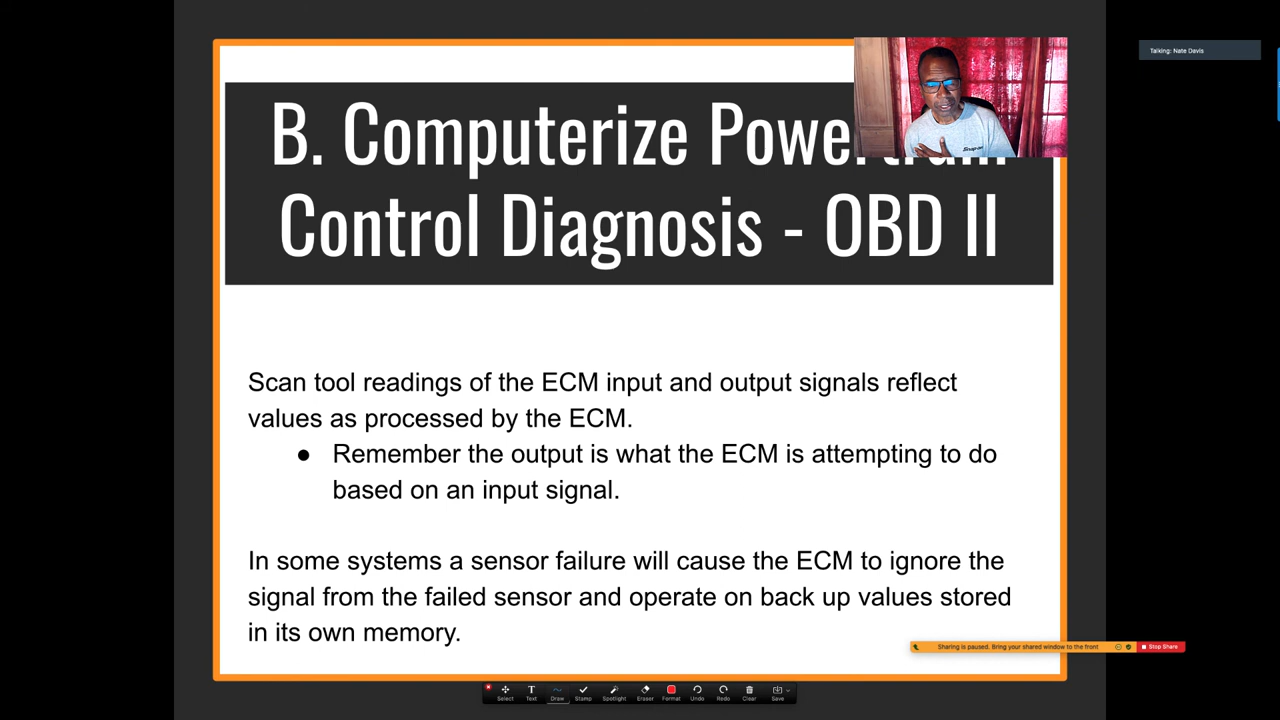 Talking: Nate Davis
B. Computerize Powertrain
Control Diagnosis - OBD II
Snap-on
Scan tool readings of the ECM input and output signals reflect
values as processed by the ECM.
● Remember the output is what the ECM is attempting to do
based on an input signal.
In some systems a sensor failure will cause the ECM to ignore the
signal from the failed sensor and operate on back up values stored
in its own memory.
Sharing is paused. Bring your shared window to the front
Stop Share
Select Text Draw Stamp Spotlight Eraser Format Undo Redo Clear Save